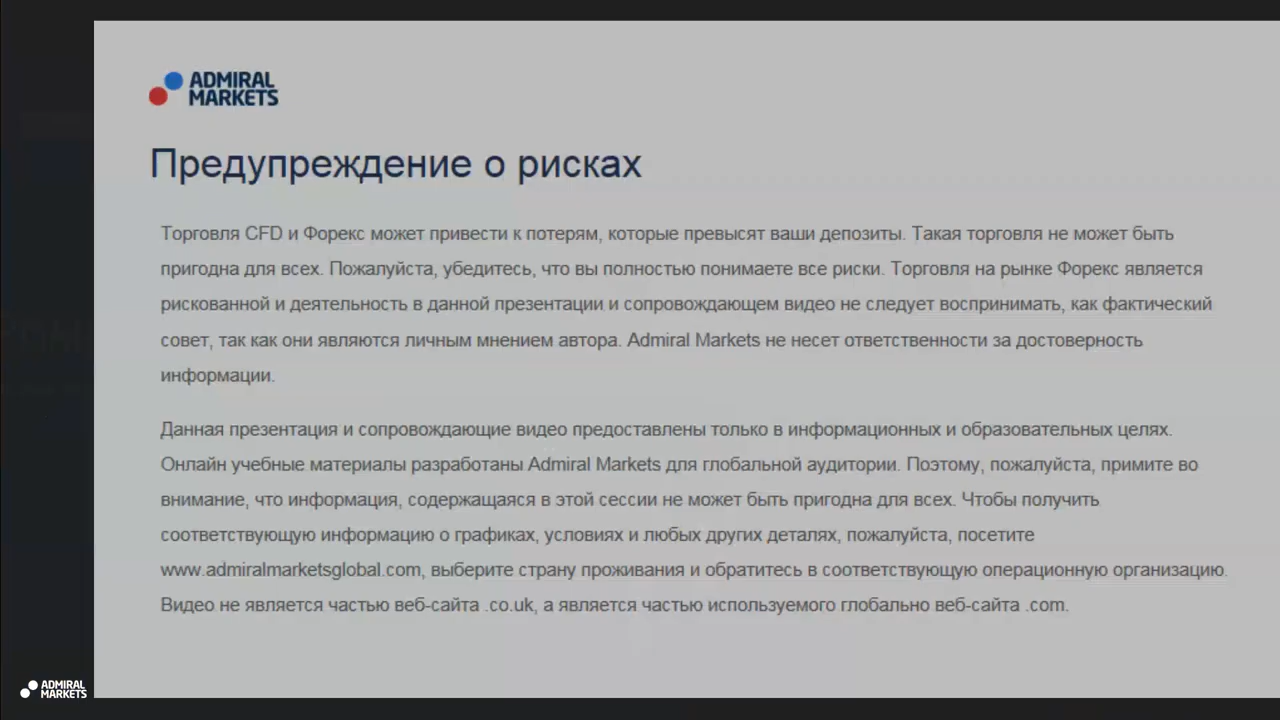 ADMIRAL
MARKETS
Предупреждение о рисках
Торговля CFD и Форекс может привести к потерям, которые превысят ваши депозиты. Такая торговля не может быть
пригодна для всех. Пожалуйста, убедитесь, что вы полностью понимаете все риски. Торговля на рынке Форекс является
рискованной и деятельность в данной презентации и сопровождающем видео не следует воспринимать, как фактический
совет, так как они являются личным мнением автора. Admiral Markets не несет ответственности за достоверность
информации.
Данная презентация и сопровождающие видео предоставлены только в информационных и образовательных целях.
Онлайн учебные материалы разработаны Admiral Markets для глобальной аудитории. Поэтому, пожалуйста, примите во
внимание, что информация, содержащаяся в этой сессии не может быть пригодна для всех. Чтобы получить
соответствующую информацию о графиках, условиях и любых других деталях, пожалуйста, посетите
www.admiralmarketsglobal.com, выберите страну проживания и обратитесь в соответствующую операционную организацию.
Видео не является частью веб-сайта .co.uk, а является частью используемого глобально веб-сайта .com.
ADMIRAL
MARKETS